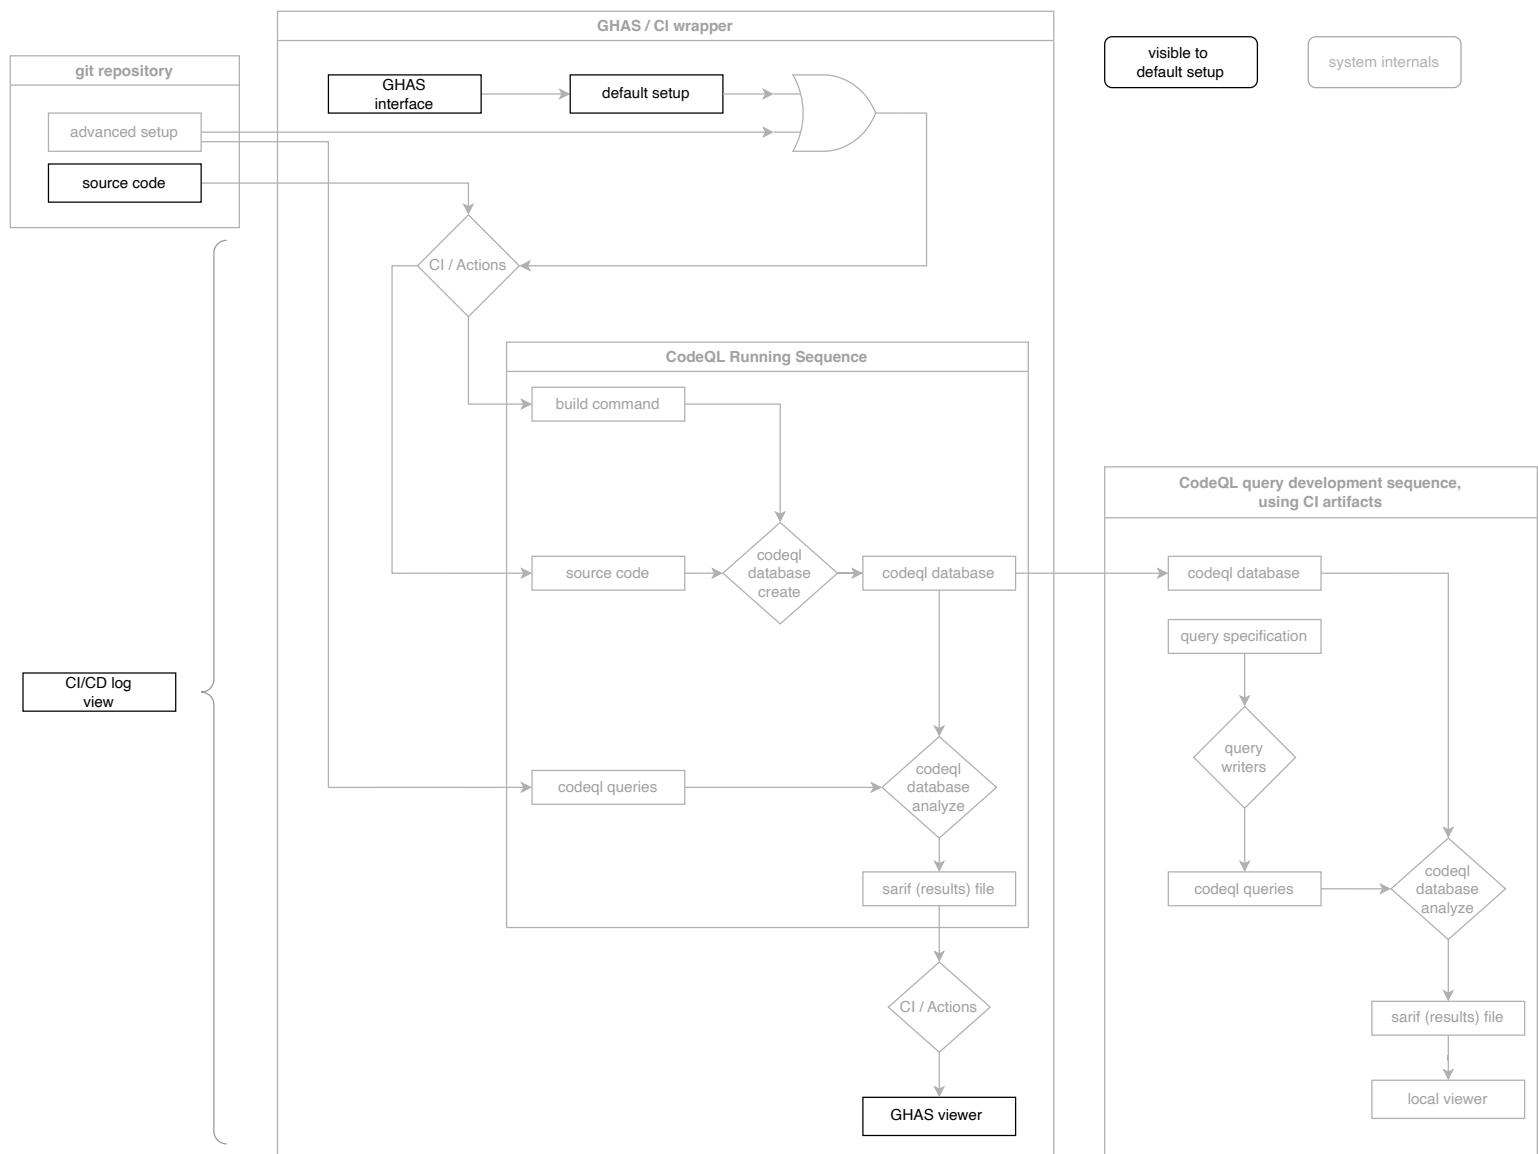 GHAS / CI wrapper
git repository
advanced setup
source code
GHAS
interface
default setup
visible to
default setup
system internals
CI / Actions
CodeQL Running Sequence
build command
source code
codeql
database
create
codeql database
codeql queries
codeql
database
analyze
sarif (results) file
CI / Actions
GHAS viewer
CI/CD log
view
CodeQL query development sequence,
using CI artifacts
codeql database
query specification
query
writers
codeql queries
codeql
database
analyze
sarif (results) file
local viewer